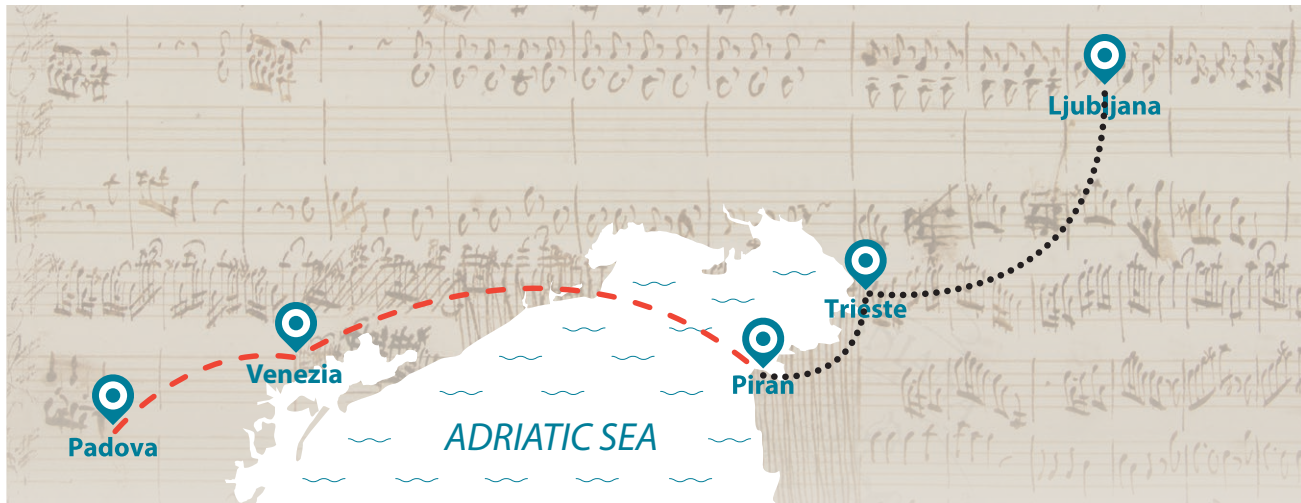 Ljubljana
Trieste
Venezia
Piran
Padova
ADRIATIC SEA